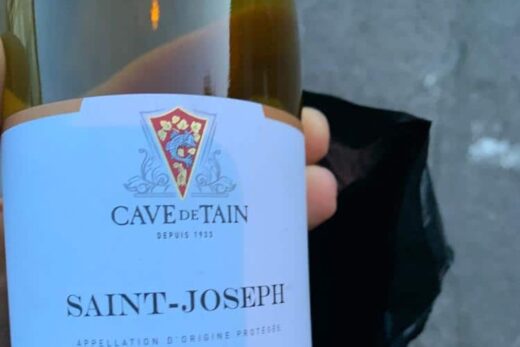 CAVE DE TAIN
DEPUIS 1933
SAINT-JOSEPH
APPELLATION D'ORIGINE PROTÉGÉE